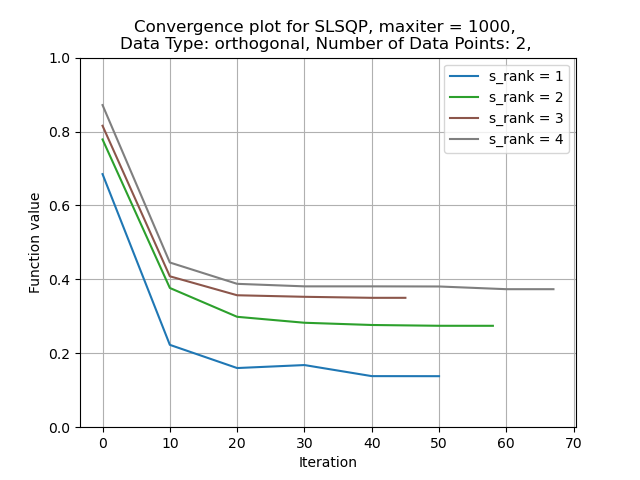 Convergence plot for SLSQP, maxiter = 1000,
Data Type: orthogonal, Number of Data Points: 2,
s_rank = 1
s_rank = 2
s_rank = 3
s_rank = 4
Function value
1.0
0.8
0.6
0.4
0.2
0.0
0 10 20 30 40 50 60 70
Iteration